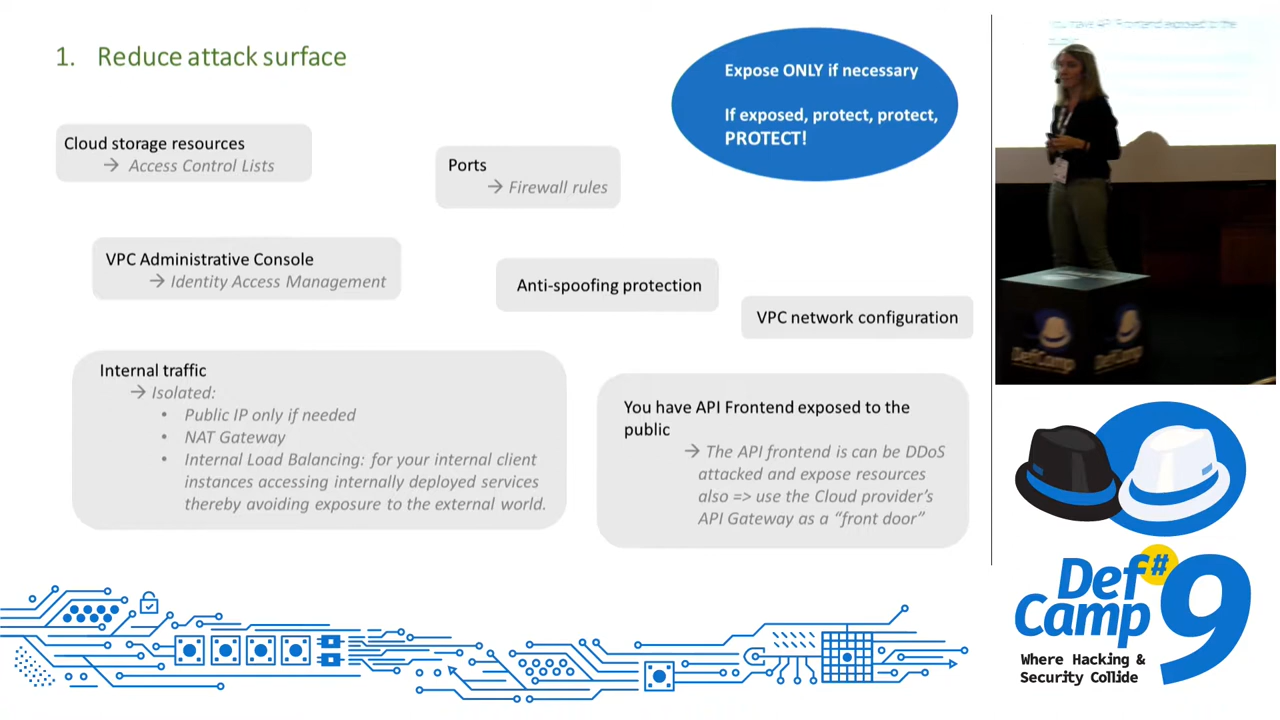 1. Reduce attack surface
Expose ONLY if necessary
If exposed, protect, protect,
PROTECT!
Cloud storage resources
→ Access Control Lists
Ports
→ Firewall rules
VPC Administrative Console
→ Identity Access Management
Anti-spoofing protection
VPC network configuration
Internal traffic
→ Isolated:
• Public IP only if needed
• NAT Gateway
• Internal Load Balancing: for your internal client
instances accessing internally deployed services
thereby avoiding exposure to the external world.
You have API Frontend exposed to the
public
→ The API frontend is can be DDoS
attacked and expose resources
also => use the Cloud provider's
API Gateway as a “front door”
DefCamp DefCamp
Def # 9
Camp
Where Hacking &
Security Collide